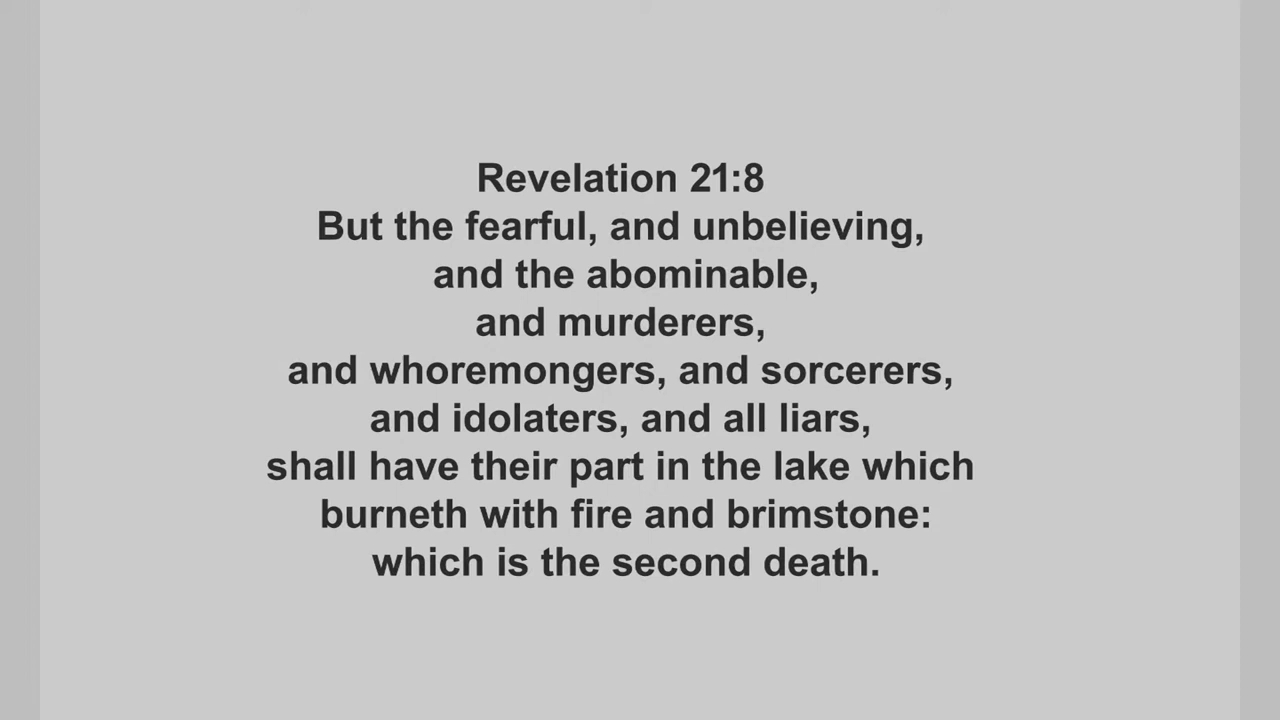 Revelation 21:8
But the fearful, and unbelieving,
and the abominable,
and murderers,
and whoremongers, and sorcerers,
and idolaters, and all liars,
shall have their part in the lake which
burneth with fire and brimstone:
which is the second death.